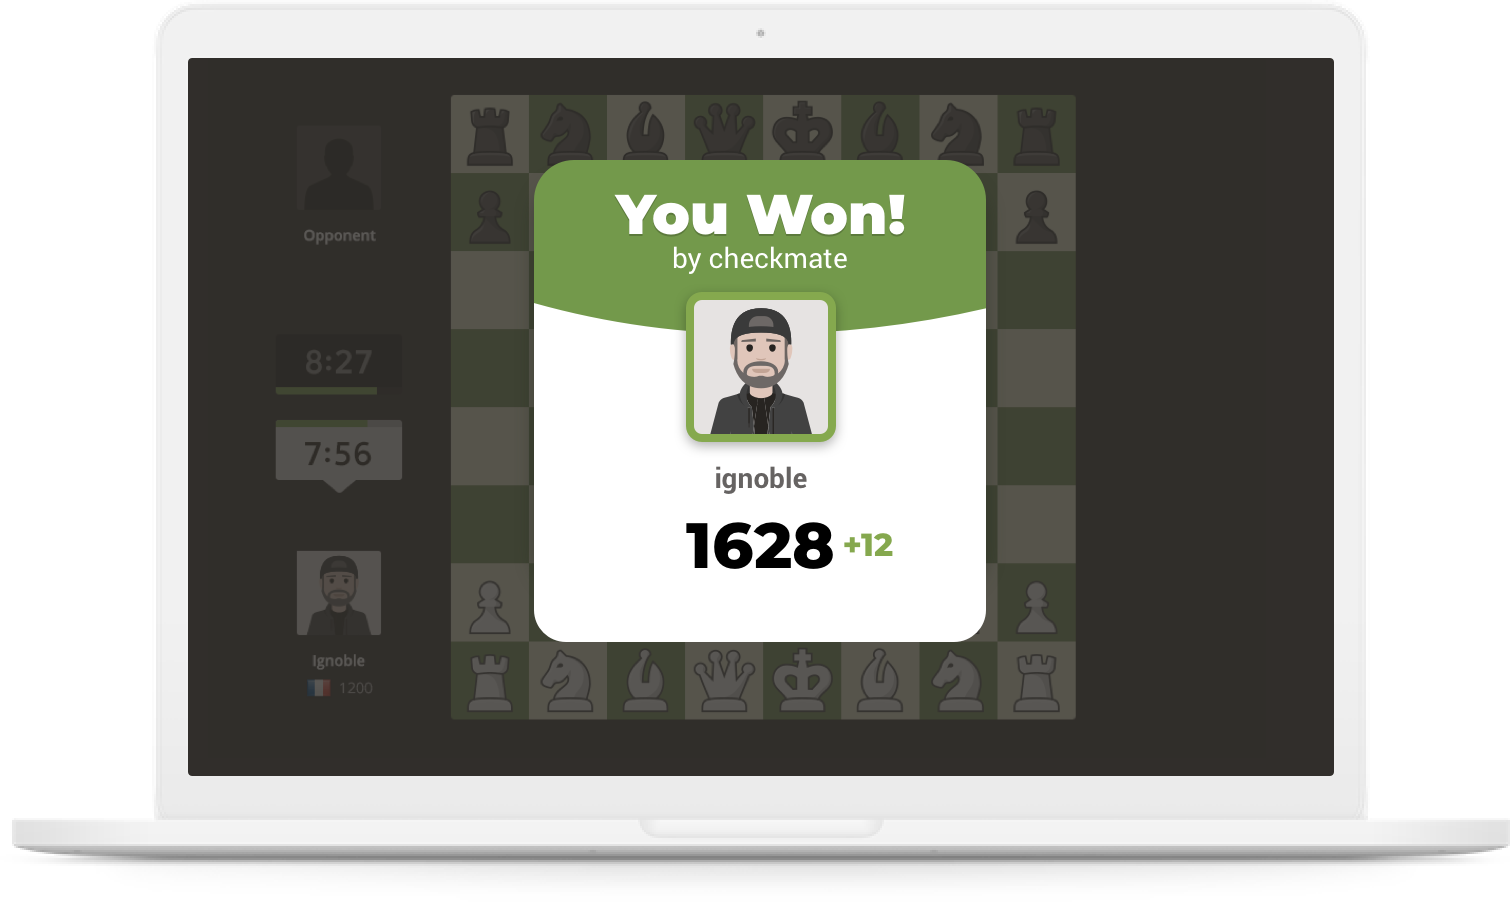 Opponent
8:27
7:56
Ignoble
1200
You Won!
by checkmate
ignoble
1628 +12